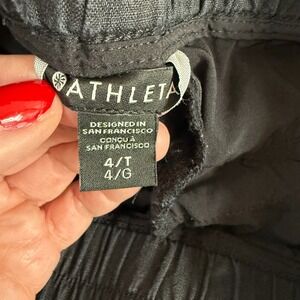 ATHLETA
DESIGNED IN
SAN FRANCISCO
CONÇU À
SAN FRANCISCO
4/T
4/G